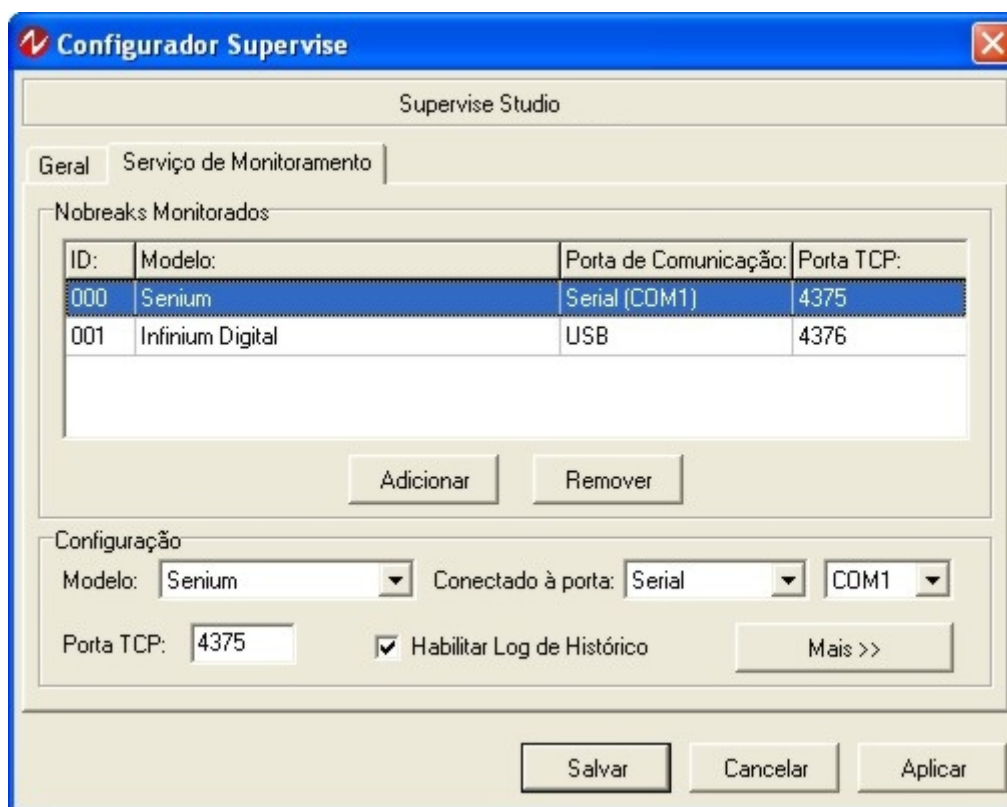 Configurador Supervise
Supervise Studio
Geral Serviço de Monitoramento
Nobreaks Monitorados
ID: Modelo: Porta de Comunicação: Porta TCP:
000 Senium Serial (COM1) 4375
001 Infinium Digital USB 4376
Adicionar Remover
Configuração
Modelo: Senium Conectado à porta: Serial COM1
Porta TCP: 4375 Habilitar Log de Histórico Mais >>
Salvar Cancelar Aplicar